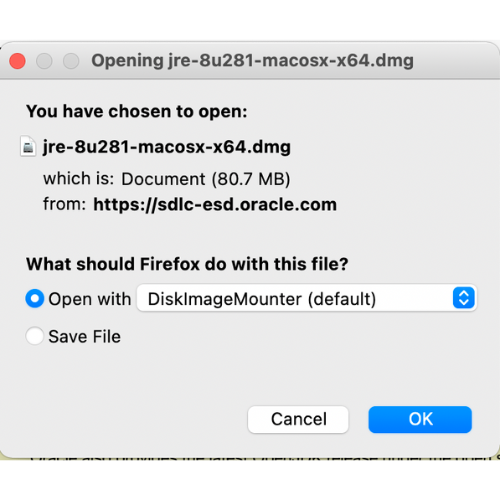 Opening jre-8u281-macosx-x64.dmg
You have chosen to open:
jre-8u281-macosx-x64.dmg
which is: Document (80.7 MB)
from: https://sdlc-esd.oracle.com
What should Firefox do with this file?
Open with DiskImageMounter (default)
Save File
Cancel OK